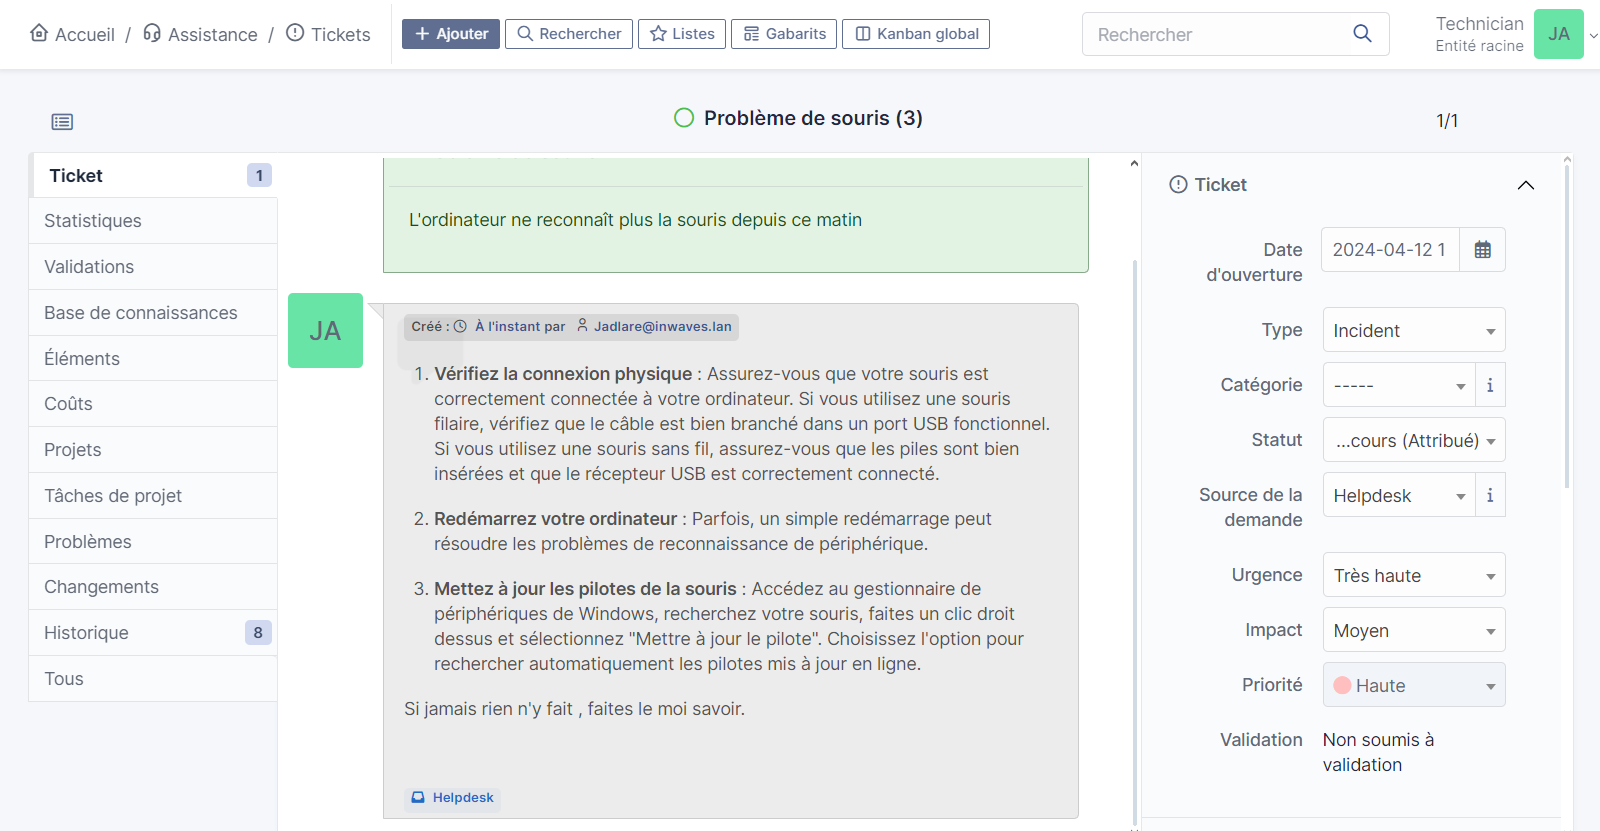 Accueil / Assistance / Tickets
Ajouter
Rechercher
Listes
Gabarits
Kanban global
Rechercher
Technician
Entité racine
JA
Problème de souris (3)
1/1
Ticket 1
Statistiques
Validations
Base de connaissances
Éléments
Coûts
Projets
Tâches de projet
Problèmes
Changements
Historique 8
Tous
L'ordinateur ne reconnaît plus la souris depuis ce matin
JA
Créé : À l'instant par Jadlare@inwaves.lan
1. Vérifiez la connexion physique : Assurez-vous que votre souris est
correctement connectée à votre ordinateur. Si vous utilisez une souris
filaire, vérifiez que le câble est bien branché dans un port USB fonctionnel.
Si vous utilisez une souris sans fil, assurez-vous que les piles sont bien
insérées et que le récepteur USB est correctement connecté.
2. Redémarrez votre ordinateur : Parfois, un simple redémarrage peut
résoudre les problèmes de reconnaissance de périphérique.
3. Mettez à jour les pilotes de la souris : Accédez au gestionnaire de
périphériques de Windows, recherchez votre souris, faites un clic droit
dessus et sélectionnez "Mettre à jour le pilote". Choisissez l'option pour
rechercher automatiquement les pilotes mis à jour en ligne.
Si jamais rien n'y fait , faites le moi savoir.
Helpdesk
Ticket
Date
d'ouverture
2024-04-12 1
Type
Incident
Catégorie
-----
i
Statut
...cours (Attribué)
Source de la
demande
Helpdesk
i
Urgence
Très haute
Impact
Moyen
Priorité
Haute
Validation
Non soumis à
validation